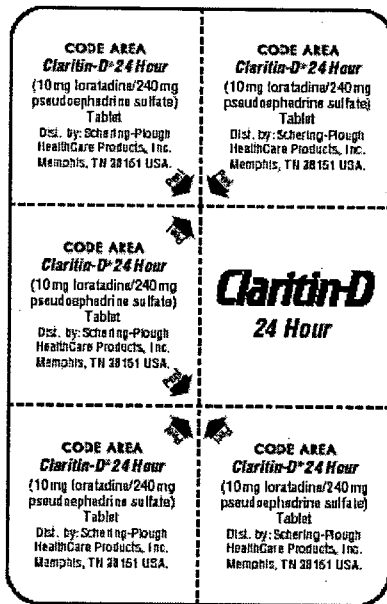 CODE AREA
Claritin-D® 24 Hour
(10 mg loratadine/240 mg
pseudoephedrine sulfate)
Tablet
Dist. by: Schering-Plough
HealthCare Products, Inc.
Memphis, TN 38151 USA.
Peel
CODE AREA
Claritin-D® 24 Hour
(10 mg loratadine/240 mg
pseudoephedrine sulfate)
Tablet
Dist. by: Schering-Plough
HealthCare Products, Inc.
Memphis, TN 38151 USA.
Peel
Peel
CODE AREA
Claritin-D® 24 Hour
(10 mg loratadine/240 mg
pseudoephedrine sulfate)
Tablet
Dist. by: Schering-Plough
HealthCare Products, Inc.
Memphis, TN 38151 USA.
Peel
Claritin-D
24 Hour
Peel
CODE AREA
Claritin-D® 24 Hour
(10 mg loratadine/240 mg
pseudoephedrine sulfate)
Tablet
Dist. by: Schering-Plough
HealthCare Products, Inc.
Memphis, TN 38151 USA.
Peel
CODE AREA
Claritin-D® 24 Hour
(10 mg loratadine/240 mg
pseudoephedrine sulfate)
Tablet
Dist. by: Schering-Plough
HealthCare Products, Inc.
Memphis, TN 38151 USA.